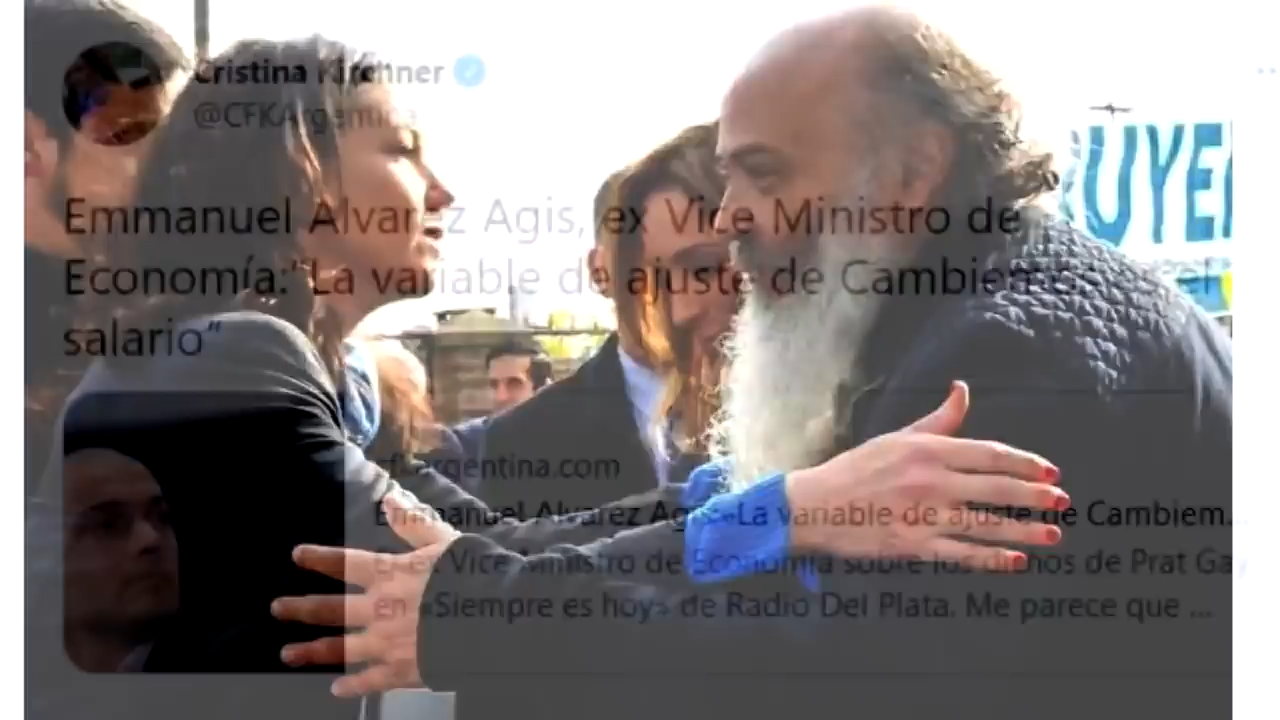 Cristina Kirchner
@CFKArgentina
RUYE
Emmanuel Alvarez Agis, ex Vice Ministro de
Economía:"La variable de ajuste de Cambiemos es el
salario"
cfkargentina.com
Emmanuel Alvarez Agis: «La variable de ajuste de Cambiem...
El ex Vice Ministro de Economía sobre los dichos de Prat Gay
en «Siempre es hoy» de Radio Del Plata. Me parece que ...